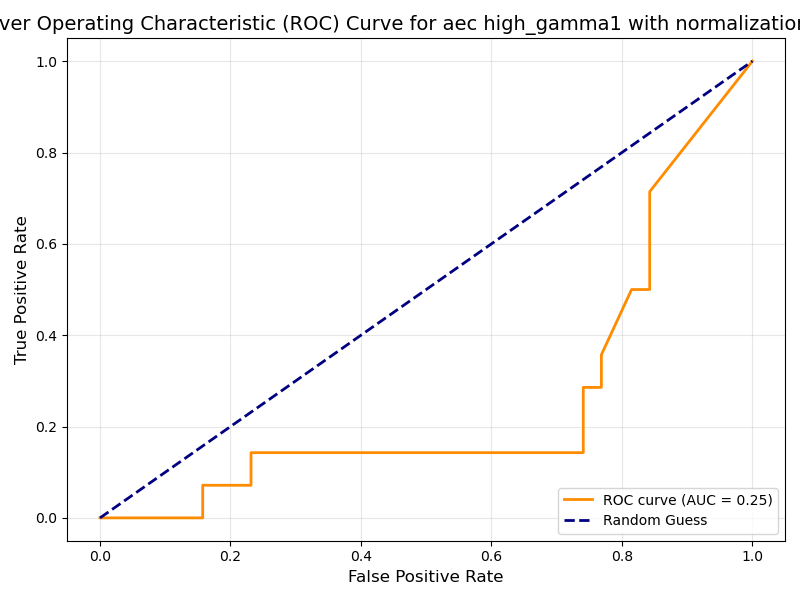 ver Operating Characteristic (ROC) Curve for aec high_gamma1 with normalization
1.0
0.8
0.6
0.4
0.2
0.0
True Positive Rate
0.0 0.2 0.4 0.6 0.8 1.0
False Positive Rate
ROC curve (AUC = 0.25)
Random Guess